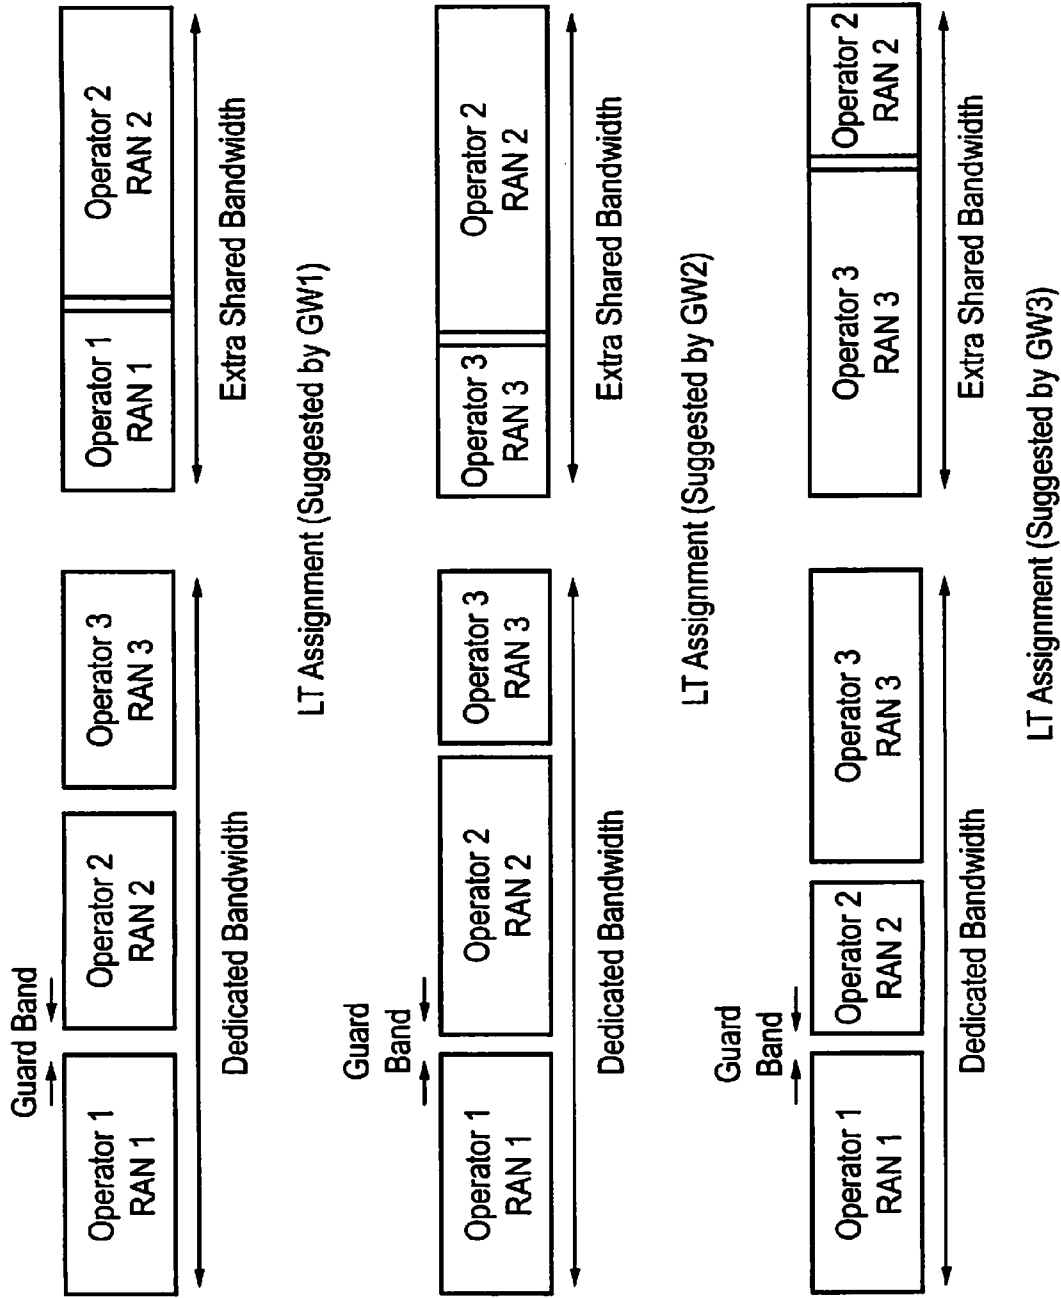 Guard Band
Operator 1
RAN 1
Operator 2
RAN 2
Operator 3
RAN 3
Dedicated Bandwidth
Operator 1
RAN 1
Operator 2
RAN 2
Extra Shared Bandwidth
LT Assignment (Suggested by GW1)
Guard
Band
Operator 1
RAN 1
Operator 2
RAN 2
Operator 3
RAN 3
Dedicated Bandwidth
Operator 3
RAN 3
Operator 2
RAN 2
Extra Shared Bandwidth
LT Assignment (Suggested by GW2)
Guard
Band
Operator 1
RAN 1
Operator 2
RAN 2
Operator 3
RAN 3
Dedicated Bandwidth
Operator 3
RAN 3
Operator 2
RAN 2
Extra Shared Bandwidth
LT Assignment (Suggested by GW3)